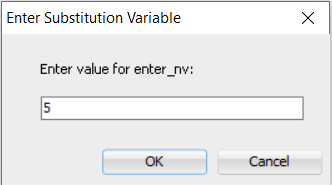 Enter Substitution Variable
Enter value for enter_nv:
5
OK Cancel